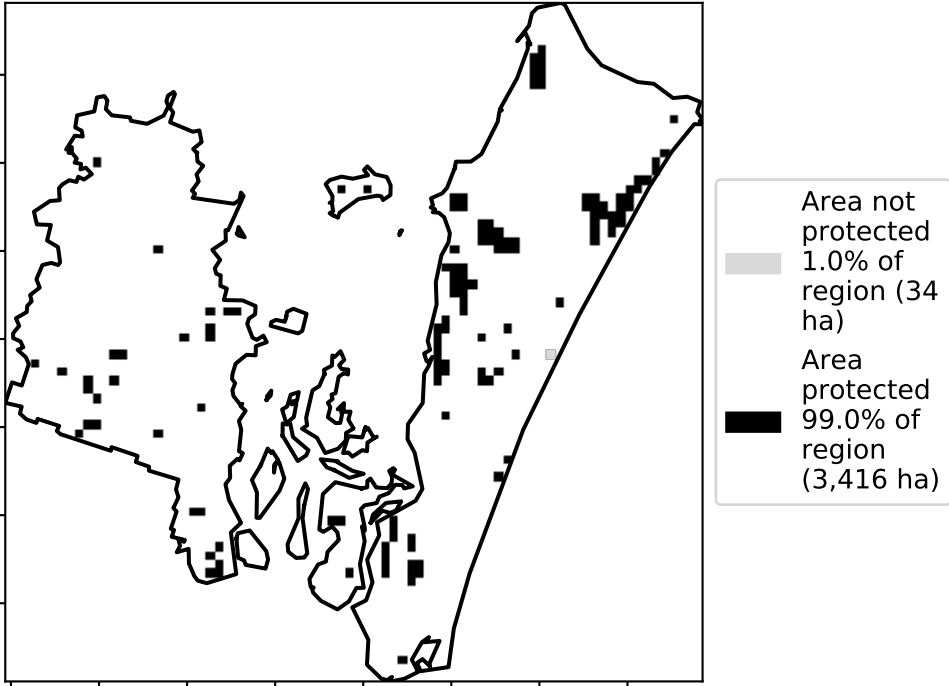 Area not
protected
1.0% of
region (34
ha)
Area
protected
99.0% of
region
(3,416 ha)